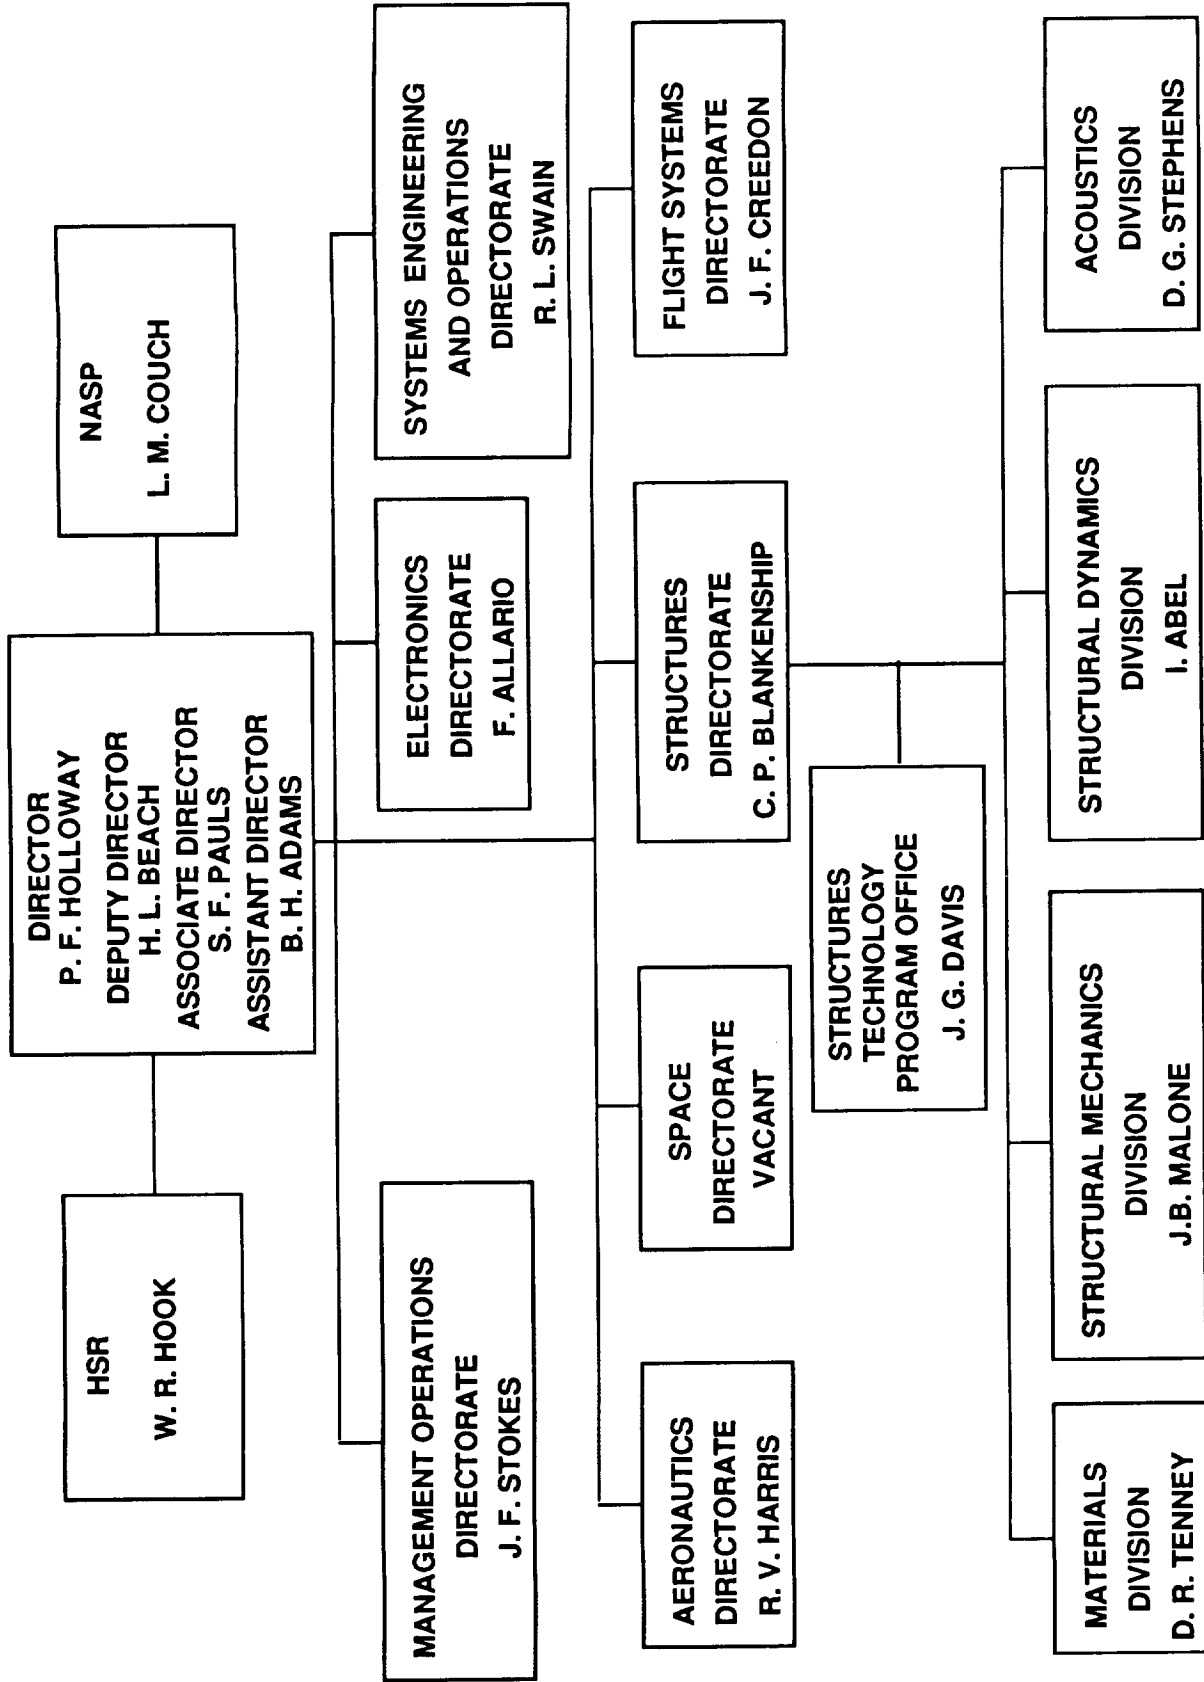 DIRECTOR
P. F. HOLLOWAY
DEPUTY DIRECTOR
H. L. BEACH
ASSOCIATE DIRECTOR
S. F. PAULS
ASSISTANT DIRECTOR
B. H. ADAMS
HSR
W. R. HOOK
NASP
L. M. COUCH
MANAGEMENT OPERATIONS
DIRECTORATE
J. F. STOKES
ELECTRONICS
DIRECTORATE
F. ALLARIO
SYSTEMS ENGINEERING
AND OPERATIONS
DIRECTORATE
R. L. SWAIN
AERONAUTICS
DIRECTORATE
R. V. HARRIS
SPACE
DIRECTORATE
VACANT
STRUCTURES
DIRECTORATE
C. P. BLANKENSHIP
FLIGHT SYSTEMS
DIRECTORATE
J. F. CREEDON
STRUCTURES
TECHNOLOGY
PROGRAM OFFICE
J. G. DAVIS
MATERIALS
DIVISION
D. R. TENNEY
STRUCTURAL MECHANICS
DIVISION
J.B. MALONE
STRUCTURAL DYNAMICS
DIVISION
I. ABEL
ACOUSTICS
DIVISION
D. G. STEPHENS